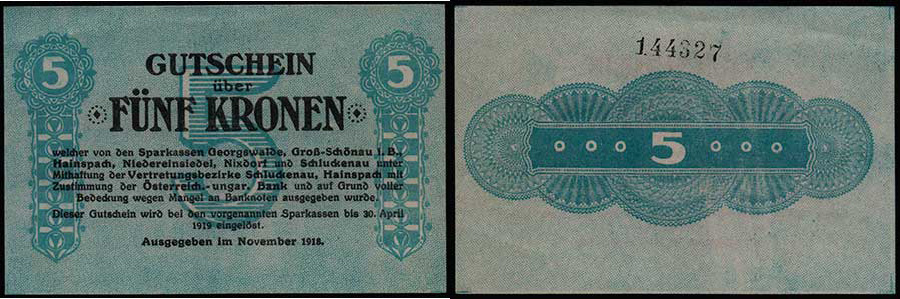 5
5
GUTSCHEIN
über
FÜNF KRONEN
welcher von den Sparkassen Georgswalde, Groß-Schönau i. B.,
Hainspach, Niedereinsiedel, Nixdorf und Schluckenau unter
Mithaftung der Vertretungsbezirke Schluckenau, Hainspach mit
Zustimmung der Österreich.-ungar. Bank und auf Grund voller
Bedeckung wegen Mangel an Banknoten ausgegeben wurde.
Dieser Gutschein wird bei den vorgenannten Sparkassen bis 30. April
1919 eingelöst.
Ausgegeben im November 1918.
144327
5